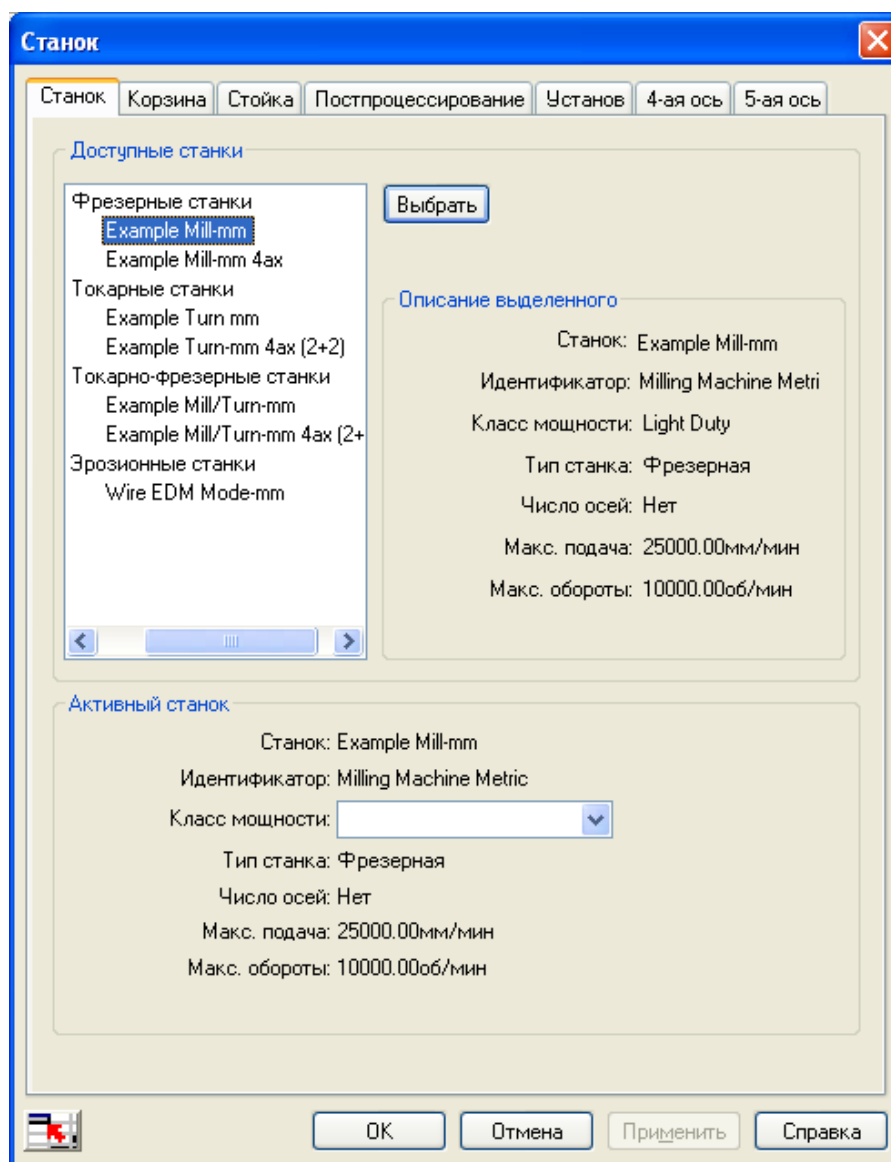 Станок
Станок Корзина Стойка Постпроцессирование Установ 4-ая ось 5-ая ось
Доступные станки
Фрезерные станки
Example Mill-mm
Example Mill-mm 4ax
Токарные станки
Example Turn mm
Example Turn-mm 4ax (2+2)
Токарно-фрезерные станки
Example Mill/Turn-mm
Example Mill/Turn-mm 4ax (2+
Эрозионные станки
Wire EDM Mode-mm
Выбрать
Описание выделенного
Станок: Example Mill-mm
Идентификатор: Milling Machine Metri
Класс мощности: Light Duty
Тип станка: Фрезерная
Число осей: Нет
Макс. подача: 25000.00мм/мин
Макс. обороты: 10000.00об/мин
Активный станок
Станок: Example Mill-mm
Идентификатор: Milling Machine Metric
Класс мощности:
Тип станка: Фрезерная
Число осей: Нет
Макс. подача: 25000.00мм/мин
Макс. обороты: 10000.00об/мин
OK Отмена Применить Справка